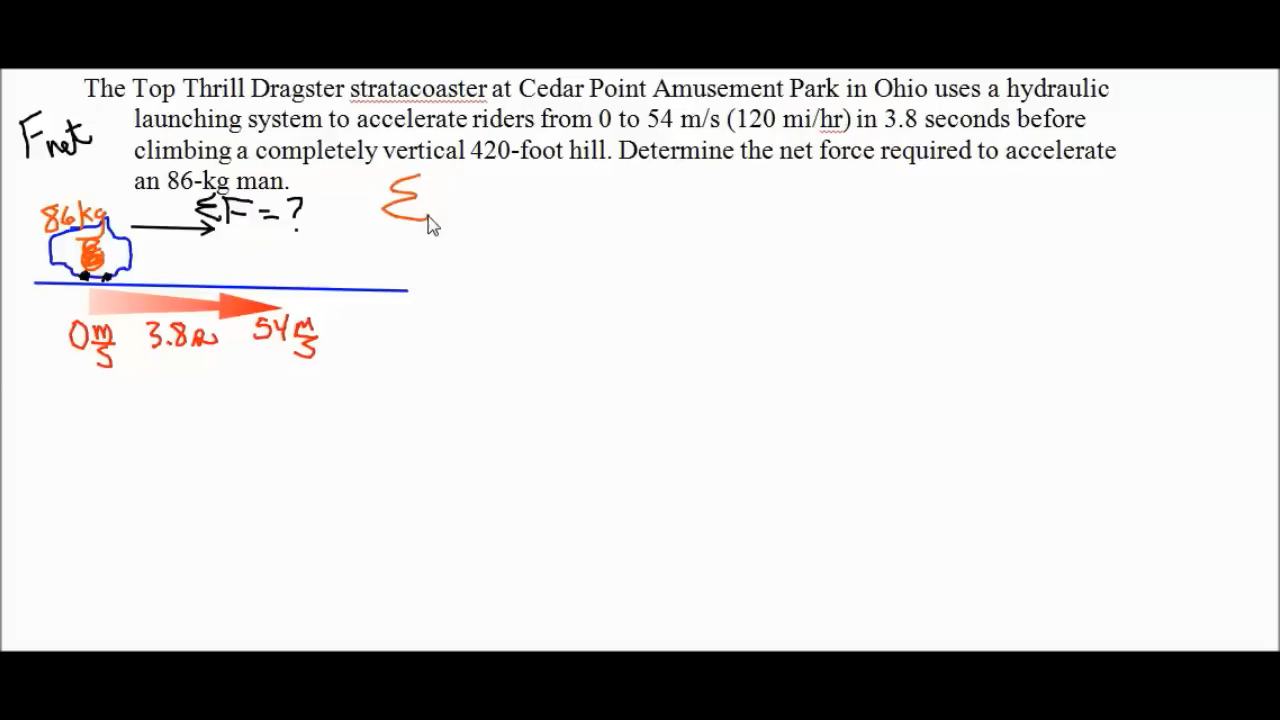 The Top Thrill Dragster stratacoaster at Cedar Point Amusement Park in Ohio uses a hydraulic
launching system to accelerate riders from 0 to 54 m/s (120 mi/hr) in 3.8 seconds before
climbing a completely vertical 420-foot hill. Determine the net force required to accelerate
an 86-kg man.
Fnet
86kg
ΣF = ?
Σ
0 m/s 3.8s 54 m/s